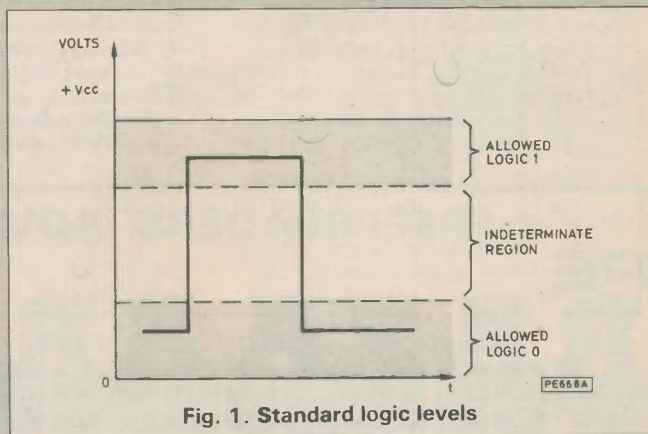 VOLTS
+ Vcc
ALLOWED
LOGIC 1
INDETERMINATE
REGION
ALLOWED
LOGIC 0
0
t
PE668A
Fig. 1. Standard logic levels